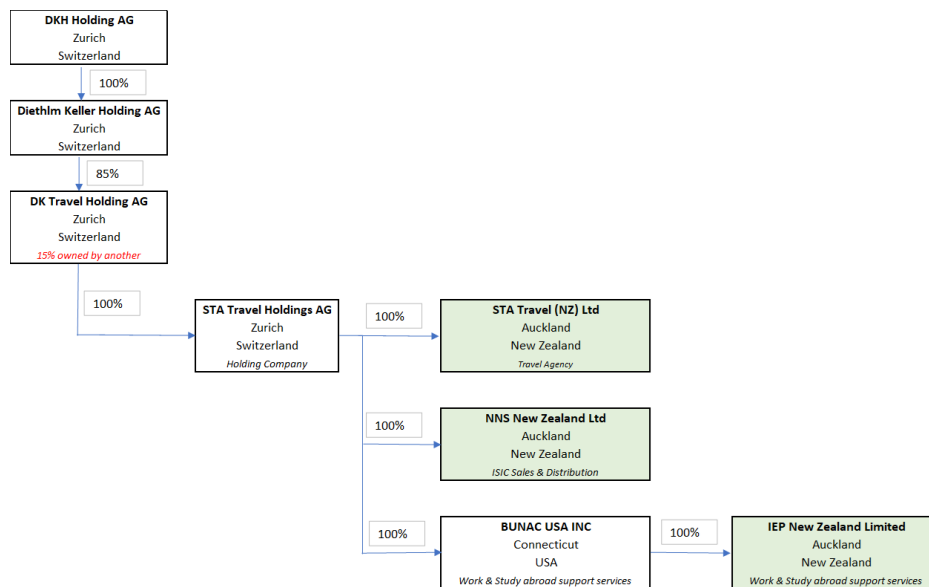 DKH Holding AG
Zurich
Switzerland
100%
Diethlm Keller Holding AG
Zurich
Switzerland
85%
DK Travel Holding AG
Zurich
Switzerland
15% owned by another
100%
STA Travel Holdings AG
Zurich
Switzerland
Holding Company
100%
STA Travel (NZ) Ltd
Auckland
New Zealand
Travel Agency
100%
NNS New Zealand Ltd
Auckland
New Zealand
ISIC Sales & Distribution
100%
BUNAC USA INC
Connecticut
USA
Work & Study abroad support services
100%
IEP New Zealand Limited
Auckland
New Zealand
Work & Study abroad support services